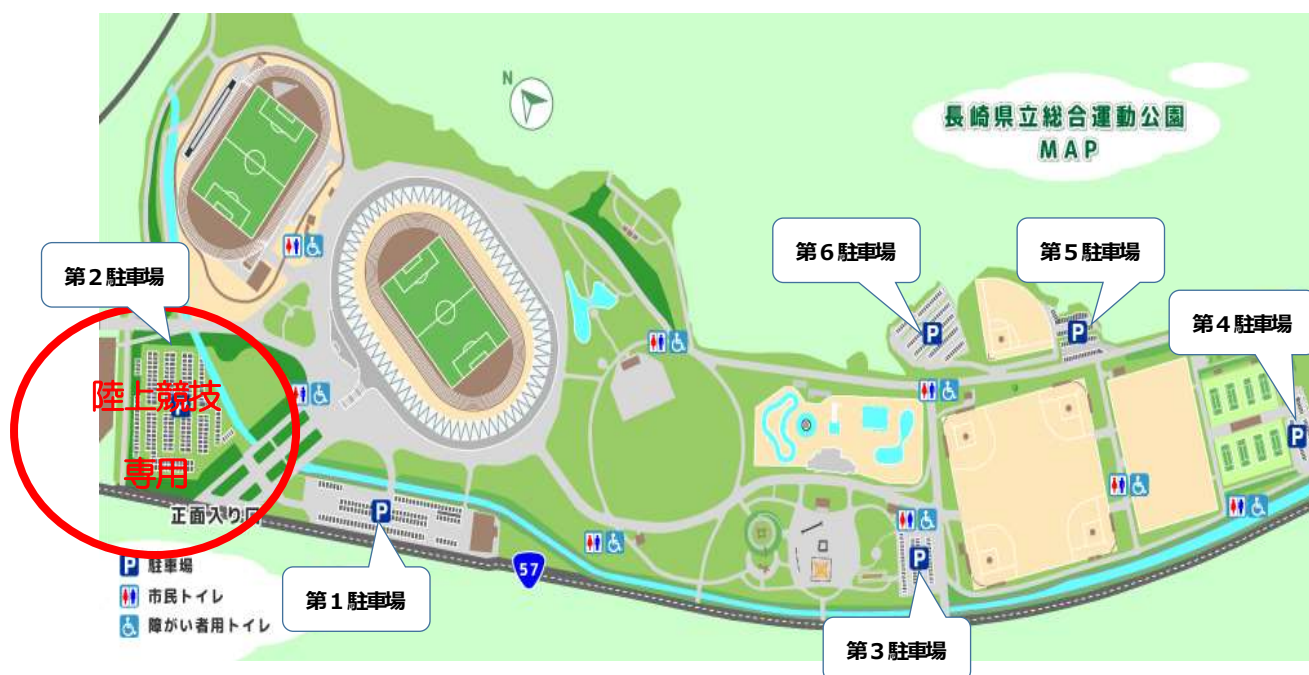 N
長崎県立総合運動公園
MAP
第6駐車場
第5駐車場
第2駐車場
第4駐車場
陸上競技
専用
P
P
P
P
P
P
正面入り口
57
P 駐車場
市民トイレ
障がい者用トイレ
第1駐車場
第3駐車場